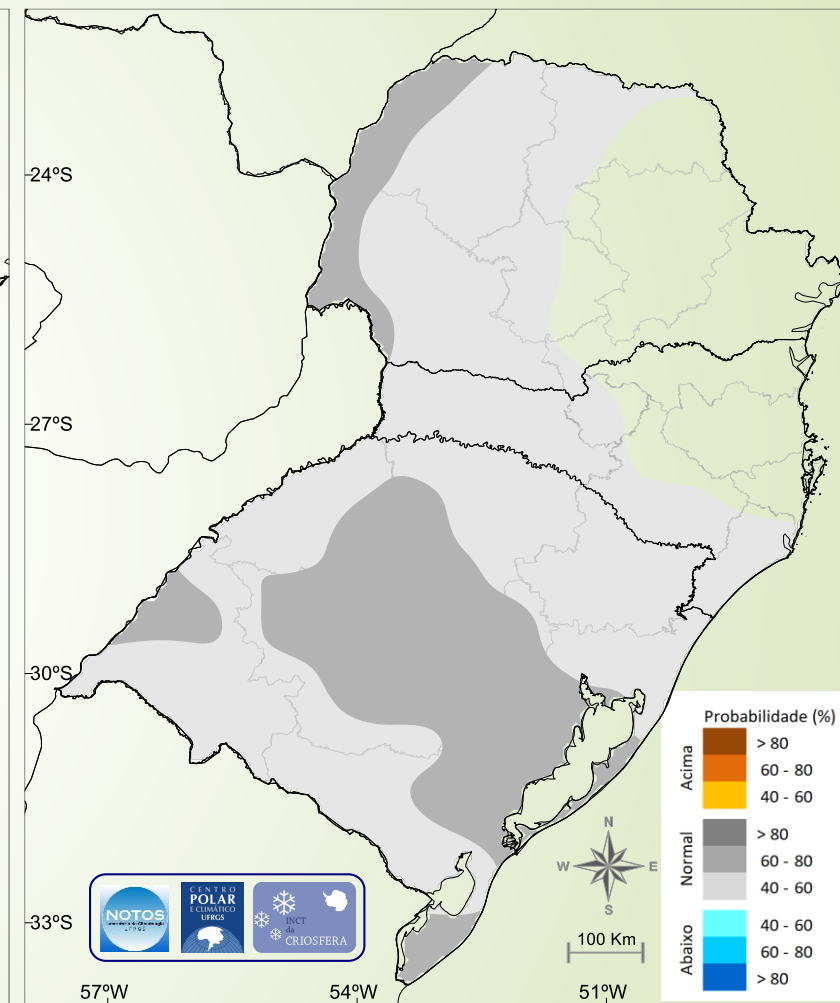 24ºS
27ºS
30ºS
33ºS
57ºW
54ºW
51ºW
Probabilidade (%)
Acima
> 80
60 - 80
40 - 60
Normal
> 80
60 - 80
40 - 60
Abaixo
40 - 60
60 - 80
> 80
N
W
E
S
100 Km
NOTOS
UFRGS
CENTRO
POLAR
E CLIMÁTICO
UFRGS
INCT
da
CRIOSFERA